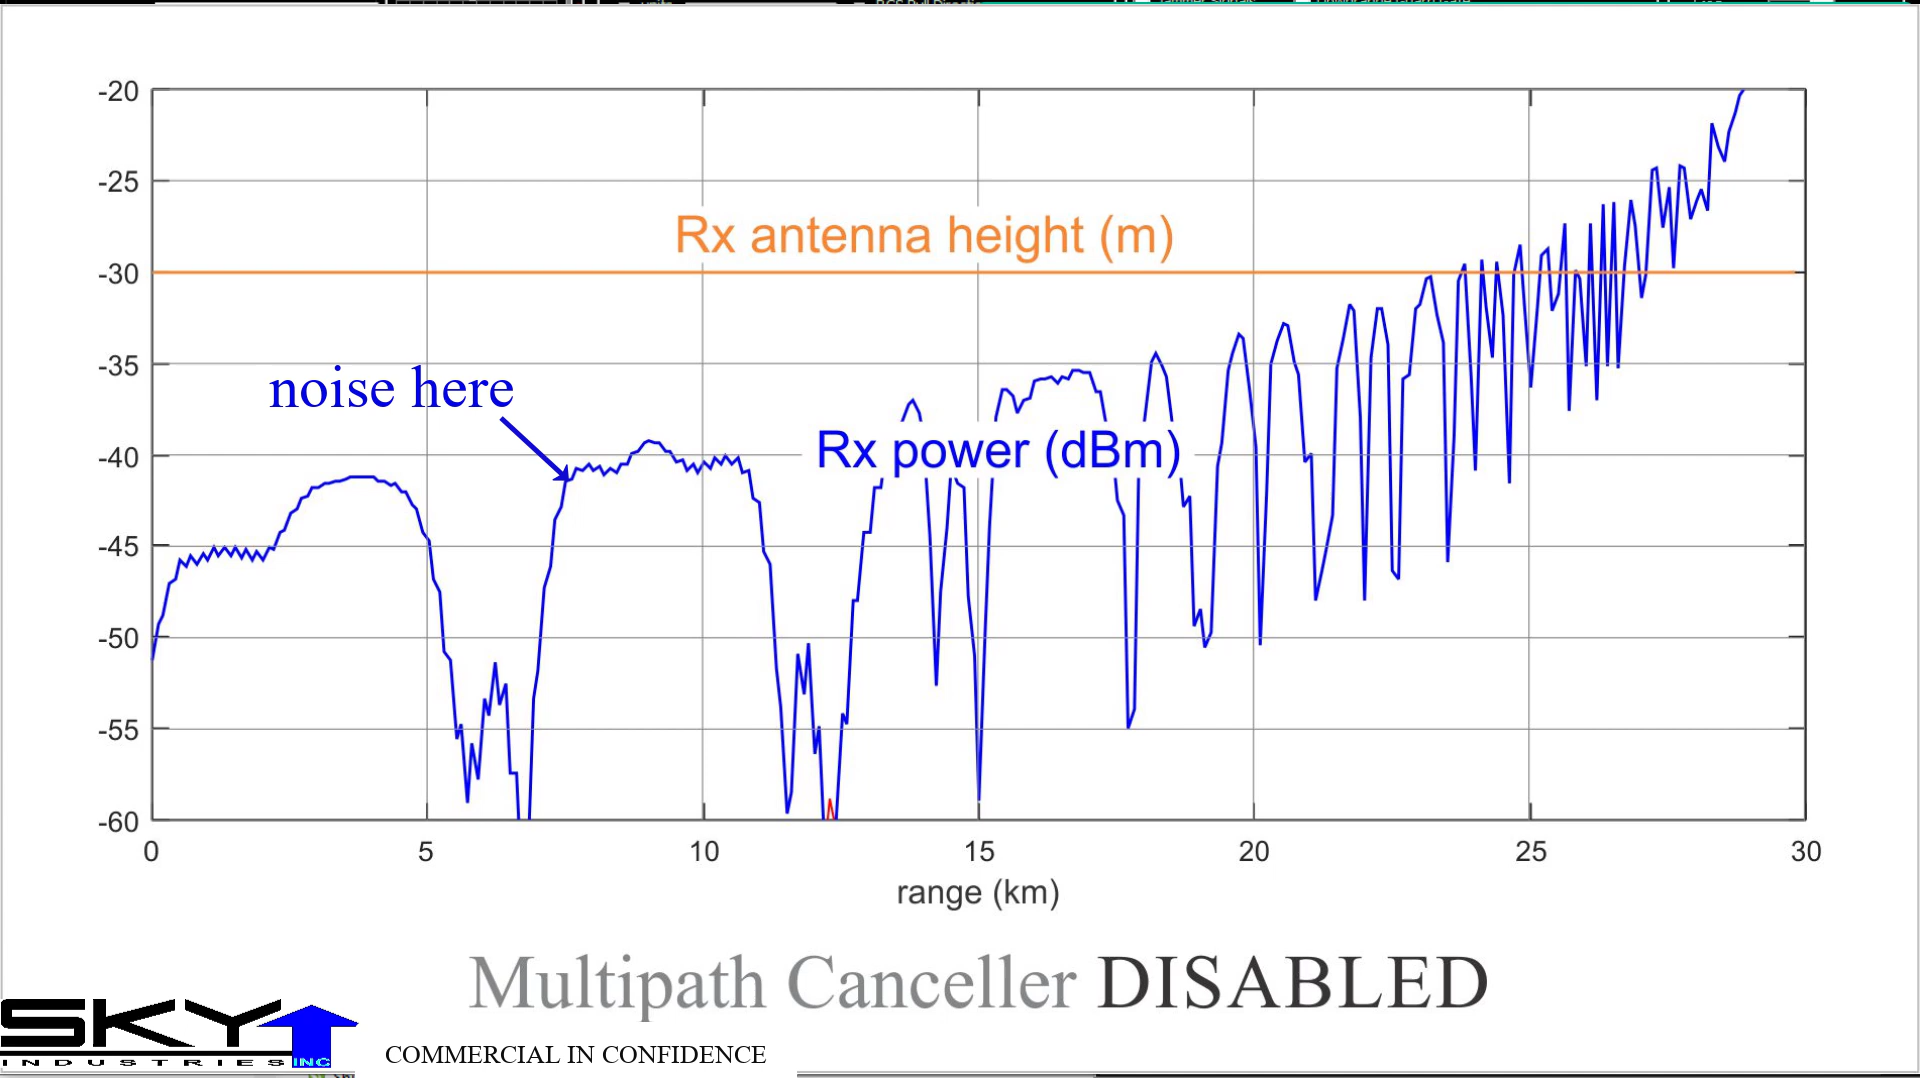 -20
-25
Rx antenna height (m)
-30
-35
noise here
-40
Rx power (dBm)
-45
-50
-55
-60
0 5 10 15 20 25 30
range (km)
Multipath Canceller DISABLED
SKY
INDUSTRIES INC
COMMERCIAL IN CONFIDENCE